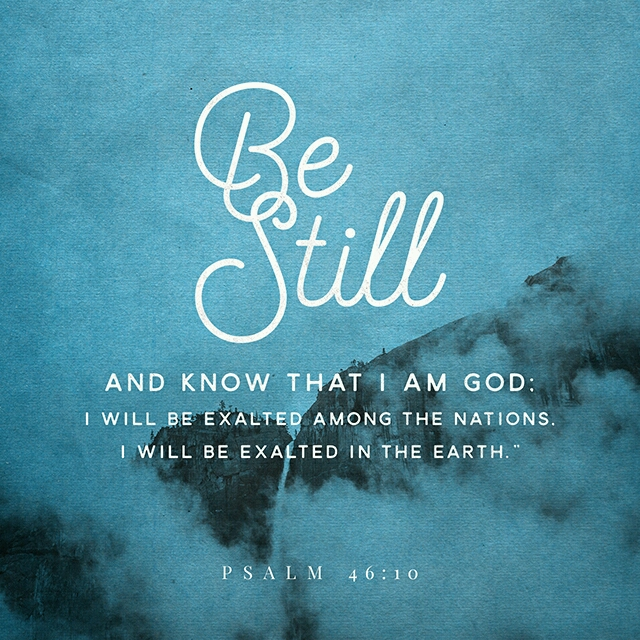 Be
Still
AND KNOW THAT I AM GOD;
I WILL BE EXALTED AMONG THE NATIONS.
I WILL BE EXALTED IN THE EARTH."
PSALM 46:10